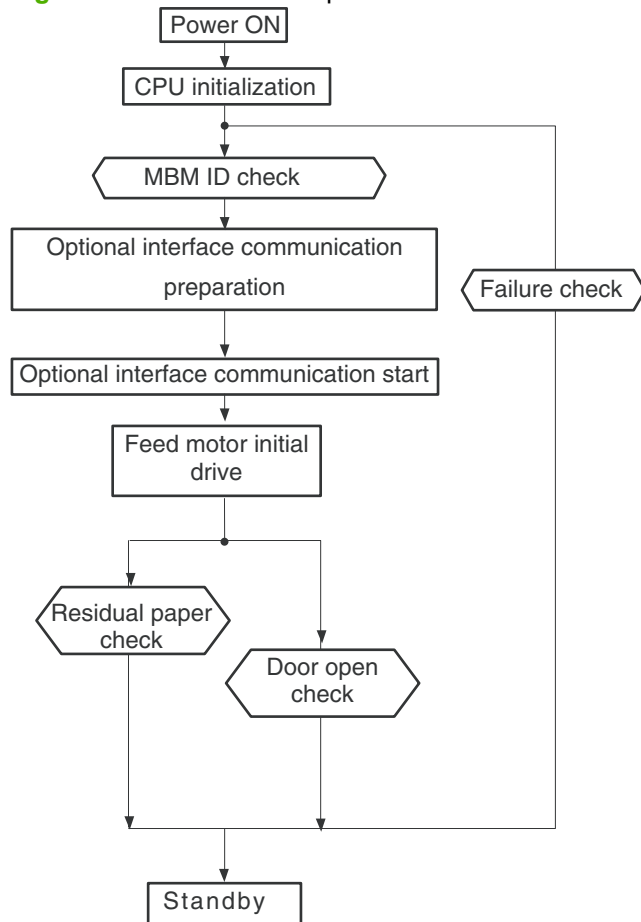 Power ON
CPU initialization
MBM ID check
Optional interface communication
preparation
Failure check
Optional interface communication start
Feed motor initial
drive
Residual paper
check
Door open
check
Standby